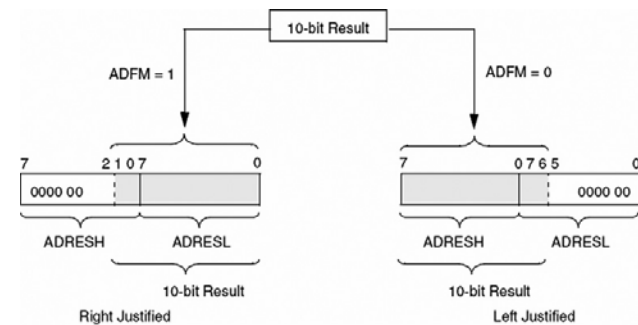 10-bit Result
ADFM = 1
ADFM = 0
7 2 1 0 7 0
7 0 7 6 5 0
0000 00
0000 00
ADRESH ADRESL
ADRESH ADRESL
10-bit Result
10-bit Result
Right Justified
Left Justified